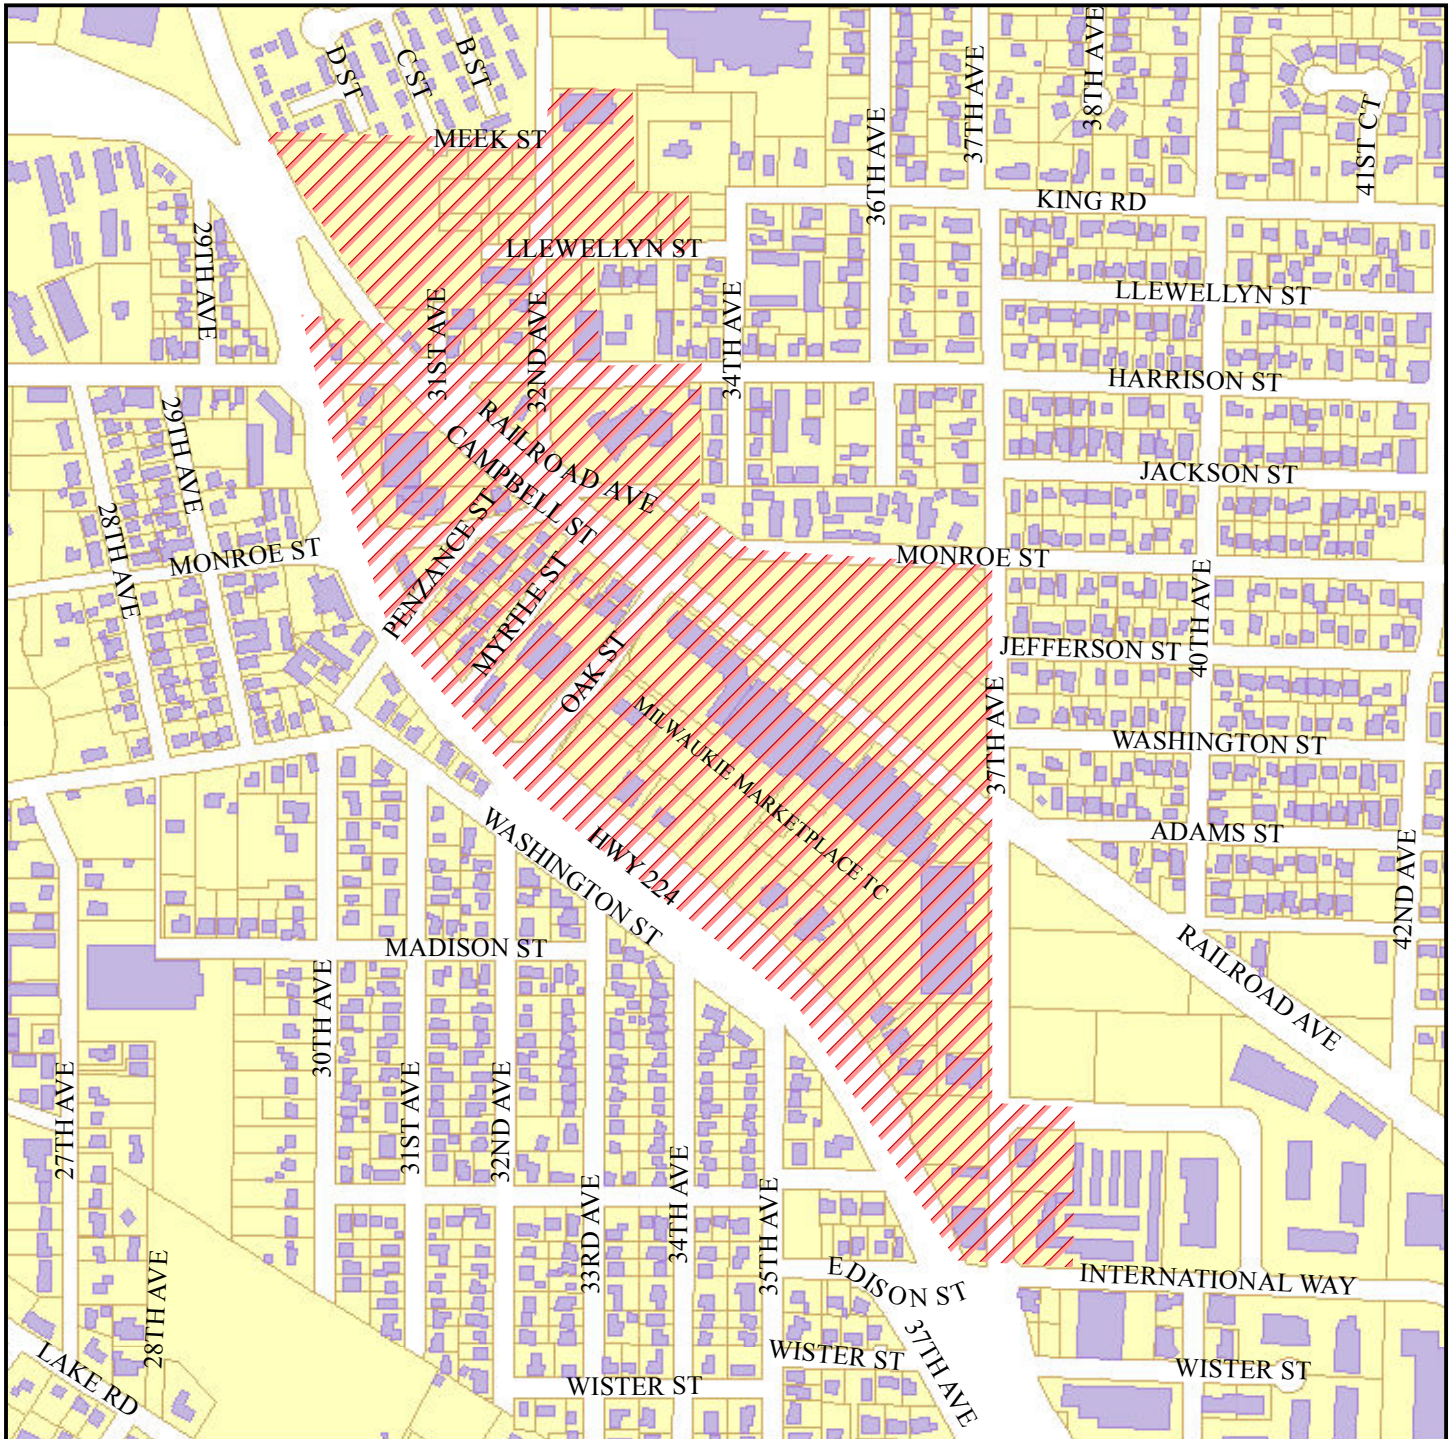 B ST
C ST
D ST
38TH AVE
37TH AVE
41ST CT
MEEK ST
36TH AVE
KING RD
29TH AVE
LLEWELLYN ST
LLEWELLYN ST
31ST AVE
32ND AVE
34TH AVE
HARRISON ST
29TH AVE
RAILROAD AVE
CAMPBELL ST
JACKSON ST
28TH AVE
MONROE ST
PENZANCE ST
MYRTLE ST
MONROE ST
40TH AVE
OAK ST
JEFFERSON ST
37TH AVE
MILWAUKIE MARKETPLACE TC
WASHINGTON ST
WASHINGTON ST
HWY 224
ADAMS ST
42ND AVE
MADISON ST
RAILROAD AVE
30TH AVE
27TH AVE
31ST AVE
32ND AVE
33RD AVE
34TH AVE
35TH AVE
28TH AVE
EDISON ST
INTERNATIONAL WAY
37TH AVE
LAKE RD
WISTER ST
WISTER ST
WISTER ST